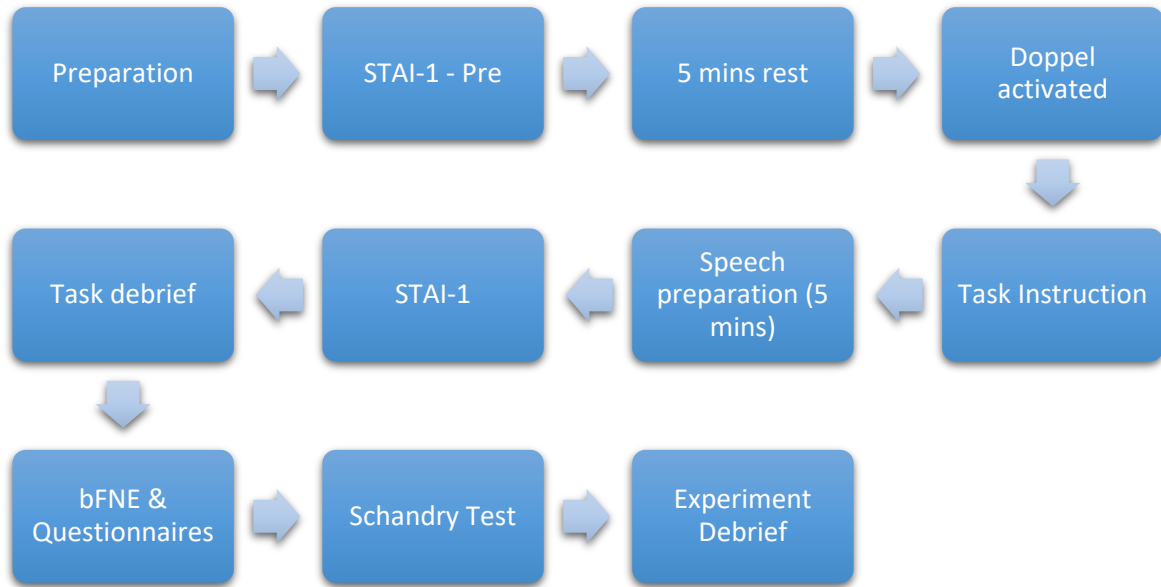 Preparation
STAI-1 - Pre
5 mins rest
Doppel
activated
Task Instruction
Speech
preparation (5
mins)
STAI-1
Task debrief
bFNE &
Questionnaires
Schandry Test
Experiment
Debrief